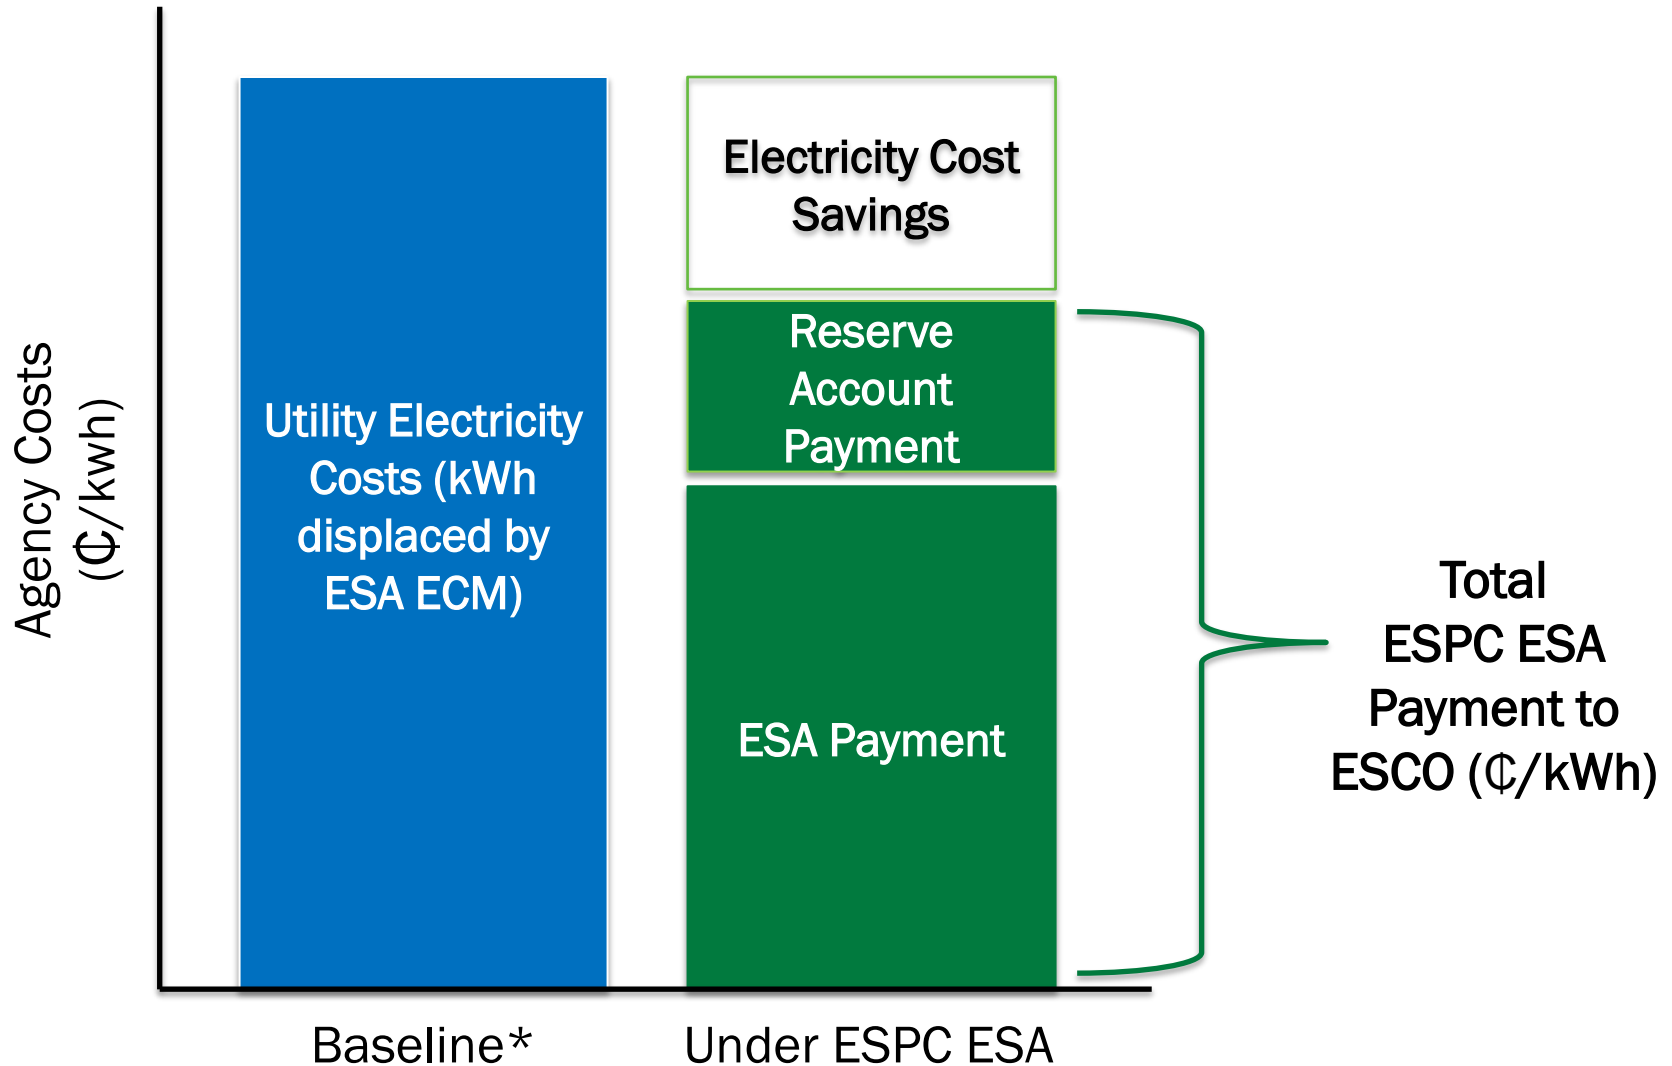 Agency Costs
(₵/kwh)
Utility Electricity
Costs (kWh
displaced by
ESA ECM)
Electricity Cost
Savings
Reserve
Account
Payment
ESA Payment
Total
ESPC ESA
Payment to
ESCO (₵/kWh)
Baseline*
Under ESPC ESA